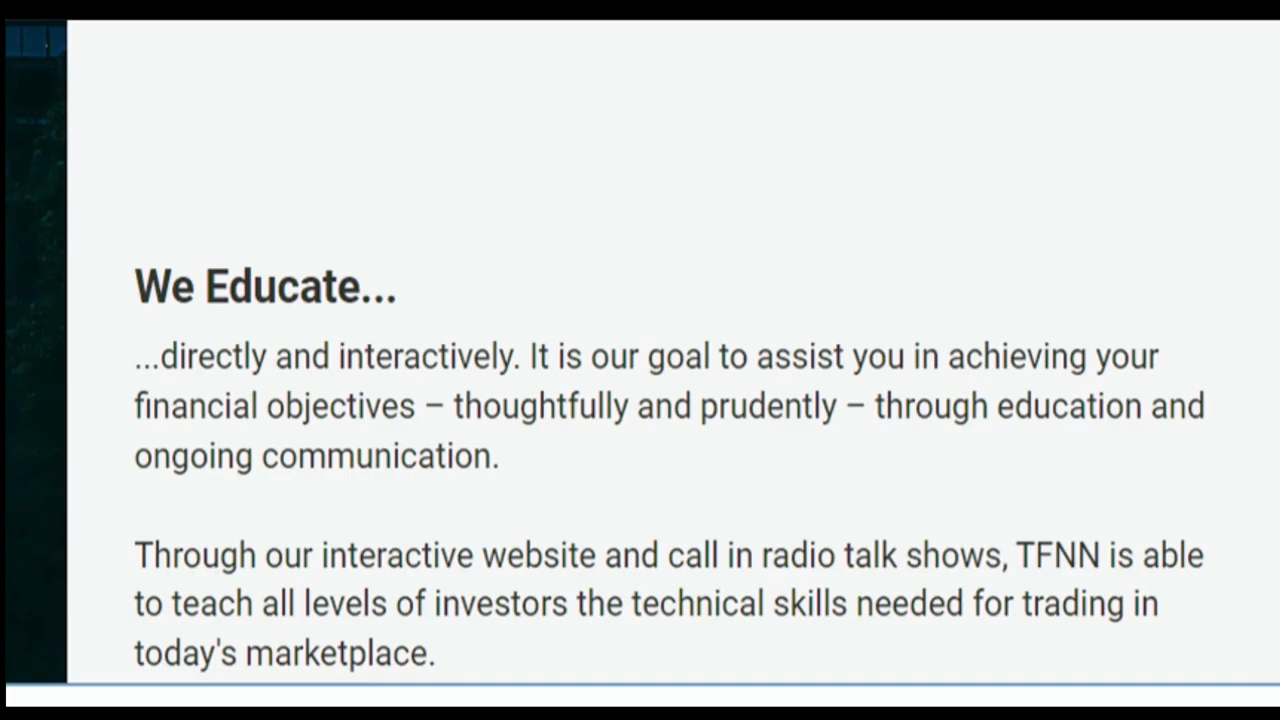 We Educate...
...directly and interactively. It is our goal to assist you in achieving your
financial objectives – thoughtfully and prudently – through education and
ongoing communication.
Through our interactive website and call in radio talk shows, TFNN is able
to teach all levels of investors the technical skills needed for trading in
today's marketplace.